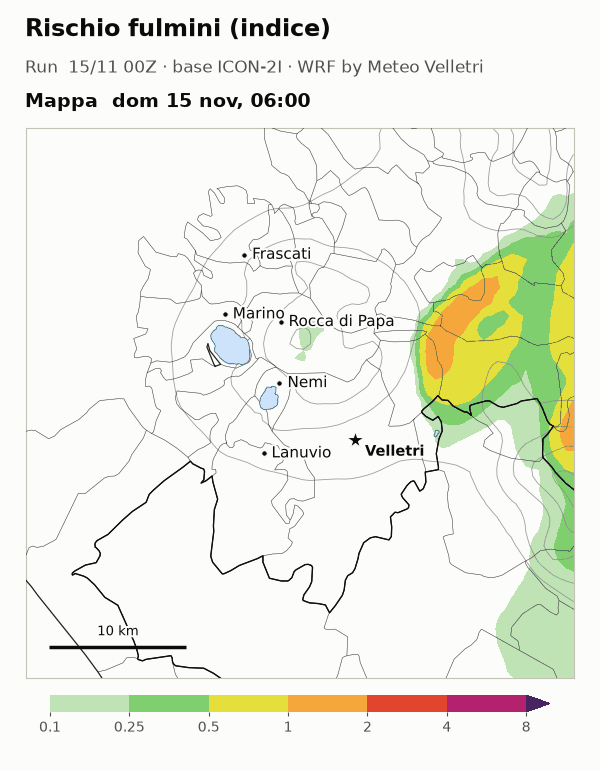 Rischio fulmini (indice)
Run  15/11 00Z · base ICON-2I · WRF by Meteo Velletri
Mappa  dom 15 nov, 06:00
Frascati
Marino
Rocca di Papa
Nemi
Velletri
Lanuvio
10 km
0.1 0.25 0.5 1 2 4 8